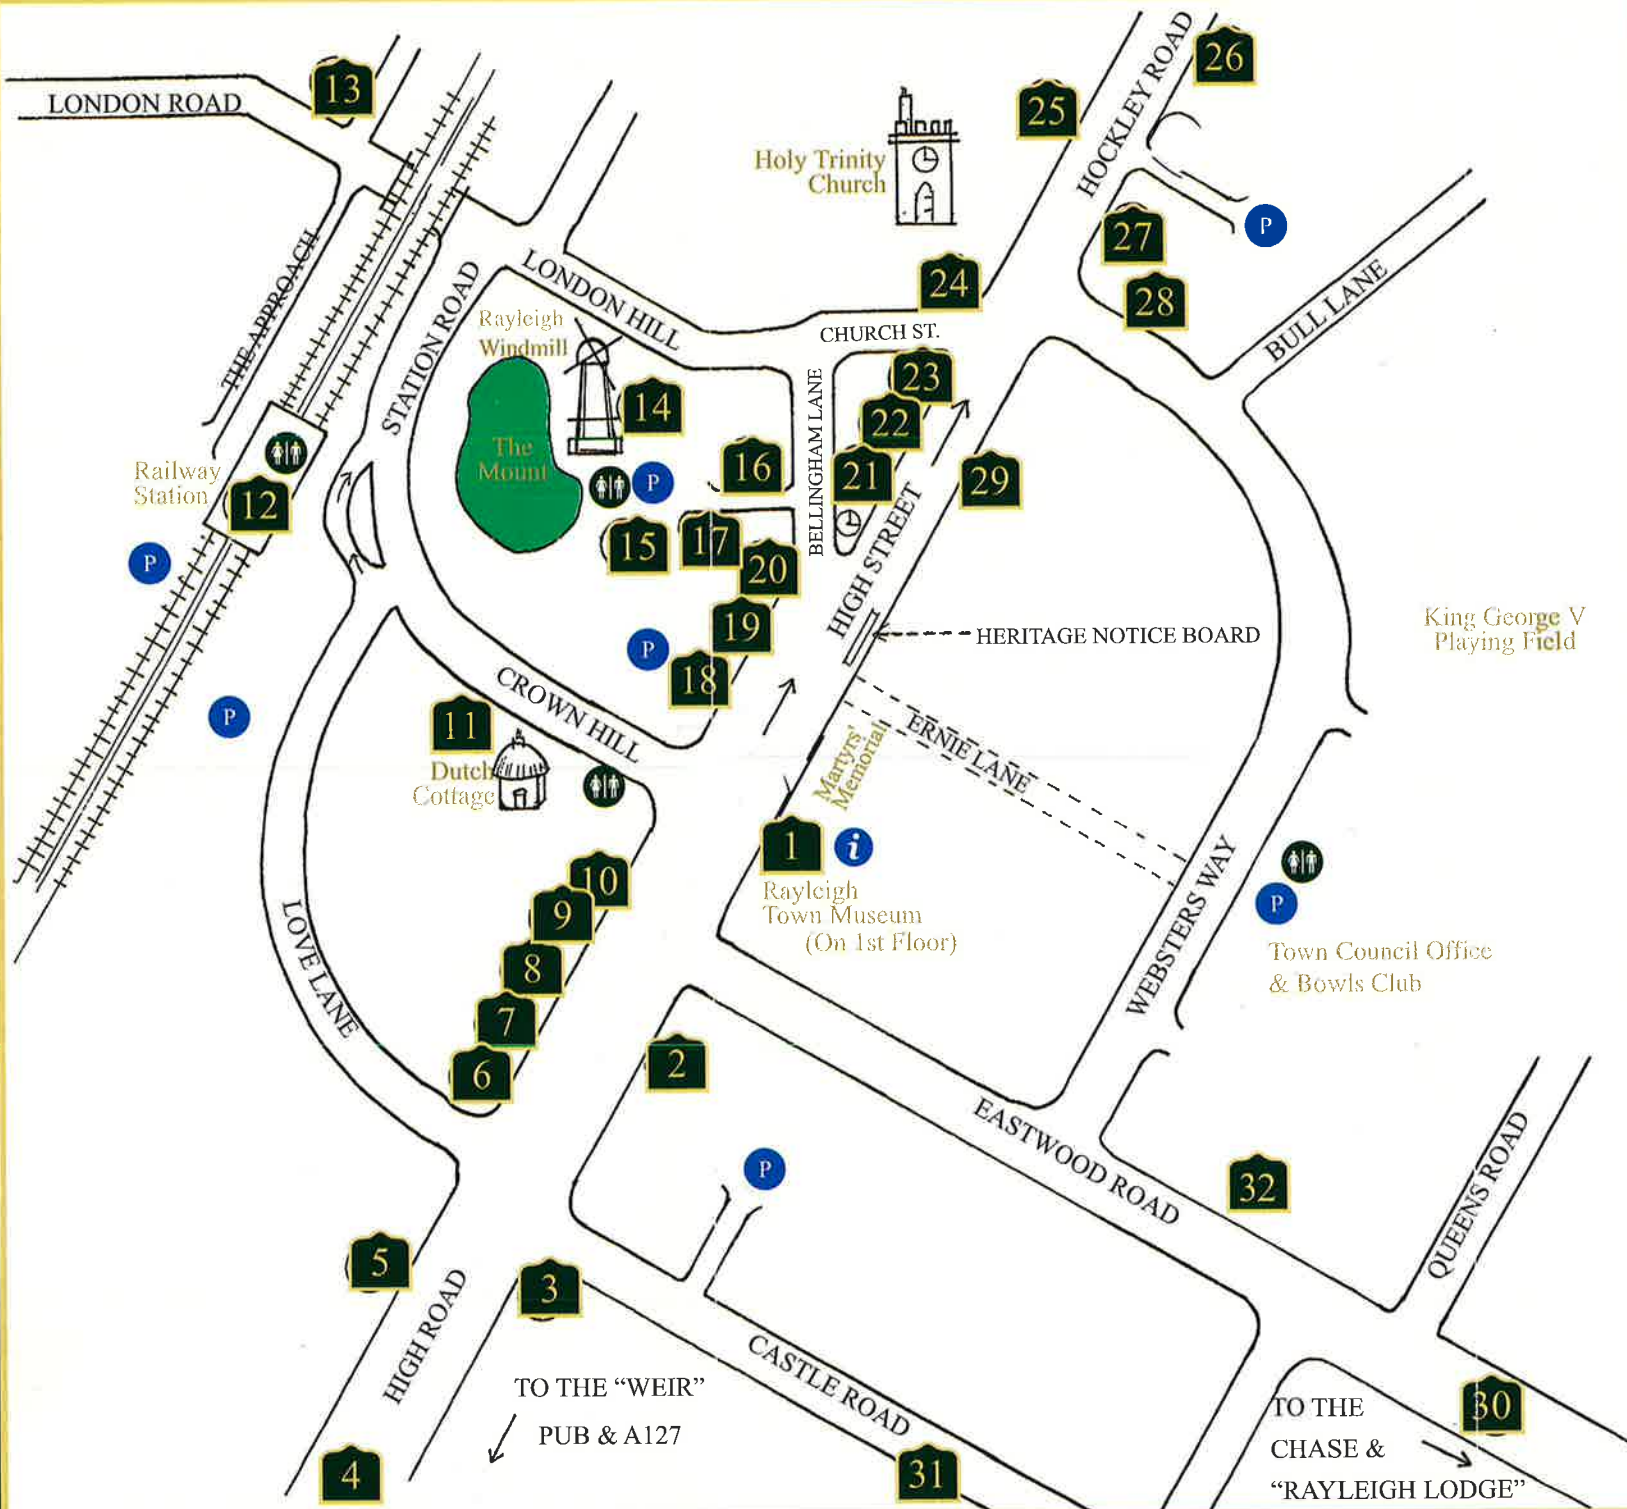 26
13
LONDON ROAD
25
HOCKLEY ROAD
Holy Trinity
Church
P
27
THE APPROACH
STATION ROAD
LONDON HILL
24
28
BULL LANE
Rayleigh
Windmill
CHURCH ST.
23
14
BELLINGHAM LANE
22
The
Mount
16
21
29
Railway
Station
12
P
HIGH STREET
15
17
20
P
19
HERITAGE NOTICE BOARD
King George V
Playing Field
P
18
CROWN HILL
11
P
ERNIE LANE
Martyrs'
Memorial
Dutch
Cottage
1
i
WEBSTERS WAY
Rayleigh
Town Museum
(On 1st Floor)
10
9
P
LOVE LANE
8
Town Council Office
& Bowls Club
7
6
2
EASTWOOD ROAD
QUEENS ROAD
P
32
5
3
HIGH ROAD
CASTLE ROAD
TO THE “WEIR”
PUB & A127
TO THE
CHASE &
“RAYLEIGH LODGE”
30
4
31